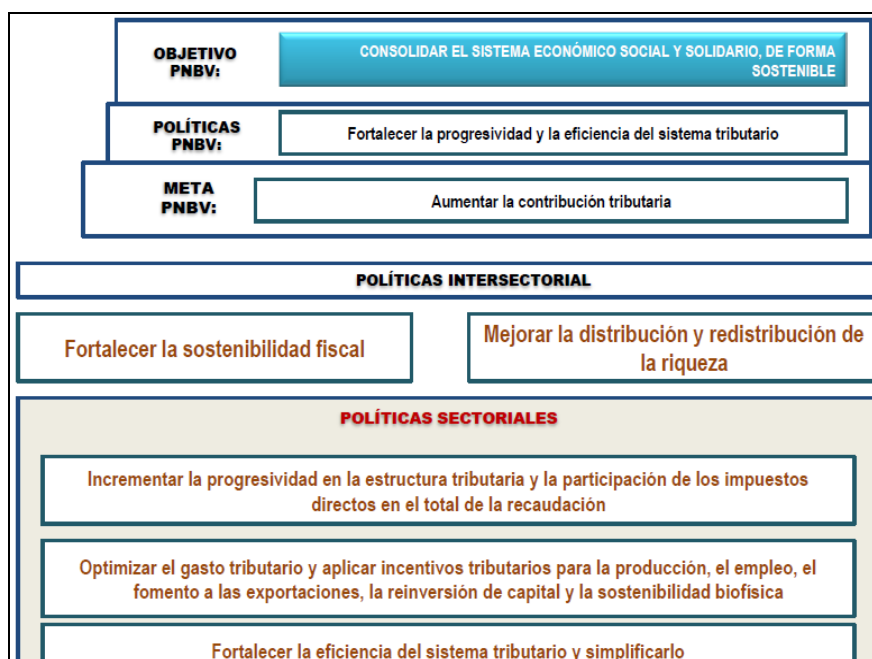 OBJETIVO
PNBV:
CONSOLIDAR EL SISTEMA ECONÓMICO SOCIAL Y SOLIDARIO, DE FORMA
SOSTENIBLE
POLÍTICAS
PNBV:
Fortalecer la progresividad y la eficiencia del sistema tributario
META
PNBV:
Aumentar la contribución tributaria
POLÍTICAS INTERSECTORIAL
Fortalecer la sostenibilidad fiscal
Mejorar la distribución y redistribución de
la riqueza
POLÍTICAS SECTORIALES
Incrementar la progresividad en la estructura tributaria y la participación de los impuestos
directos en el total de la recaudación
Optimizar el gasto tributario y aplicar incentivos tributarios para la producción, el empleo, el
fomento a las exportaciones, la reinversión de capital y la sostenibilidad biofísica
Fortalecer la eficiencia del sistema tributario y simplificarlo